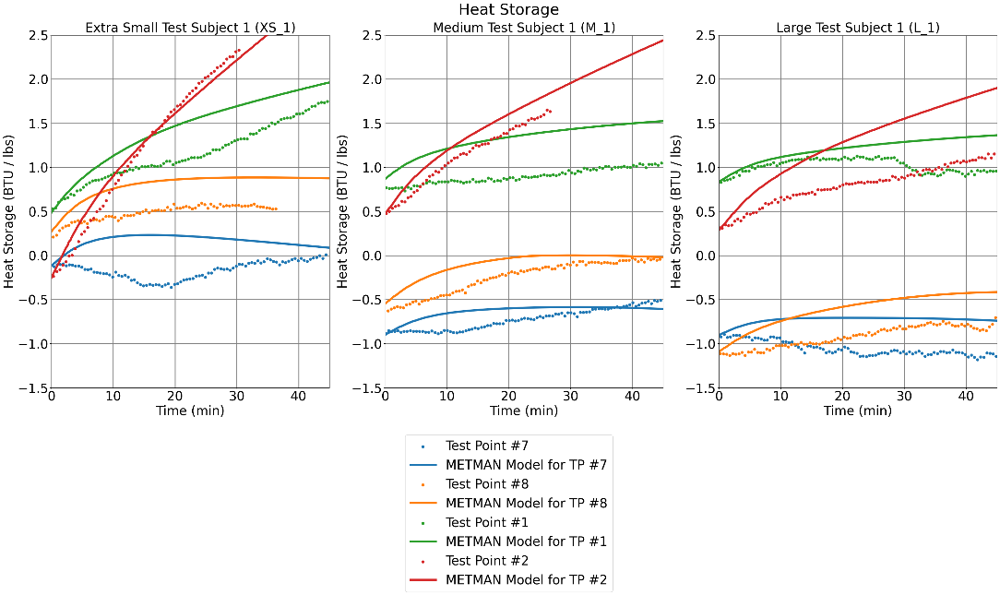 Heat Storage
Extra Small Test Subject 1 (XS_1)
Medium Test Subject 1 (M_1)
Large Test Subject 1 (L_1)
Heat Storage (BTU / lbs)
2.5
2.0
1.5
1.0
0.5
0.0
−0.5
−1.0
−1.5
0
10
20
30
40
Time (min)
Heat Storage (BTU / lbs)
2.5
2.0
1.5
1.0
0.5
0.0
−0.5
−1.0
−1.5
0
10
20
30
40
Time (min)
Heat Storage (BTU / lbs)
2.5
2.0
1.5
1.0
0.5
0.0
−0.5
−1.0
−1.5
0
10
20
30
40
Time (min)
Test Point #7
METMAN Model for TP #7
Test Point #8
METMAN Model for TP #8
Test Point #1
METMAN Model for TP #1
Test Point #2
METMAN Model for TP #2